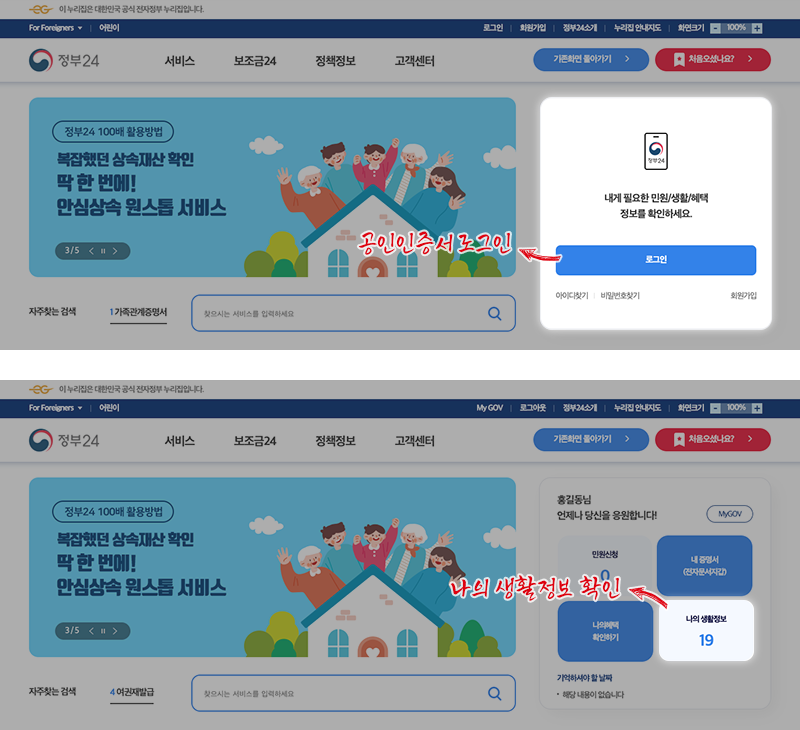 이 누리집은 대한민국 공식 전자정부 누리집입니다.
For Foreigners 어린이
로그인 회원가입 정부24소개 누리집 안내지도 화면크기 - 100% +
정부24 서비스 보조금24 정책정보 고객센터
기존화면 돌아가기 처음오셨나요?
정부24 100배 활용방법
복잡했던 상속재산 확인
딱 한 번에!
안심상속 원스톱 서비스
3/5
정부24
내게 필요한 민원/생활/혜택
정보를 확인하세요.
공인인증서 로그인
로그인
아이디찾기 비밀번호찾기 회원가입
자주찾는 검색 1 가족관계증명서
찾으시는 서비스를 입력하세요
이 누리집은 대한민국 공식 전자정부 누리집입니다.
For Foreigners 어린이
My GOV 로그아웃 정부24소개 누리집 안내지도 화면크기 - 100% +
정부24 서비스 보조금24 정책정보 고객센터
기존화면 돌아가기 처음오셨나요?
정부24 100배 활용방법
복잡했던 상속재산 확인
딱 한 번에!
안심상속 원스톱 서비스
3/5
홍길동님
언제나 당신을 응원합니다!
MyGOV
민원신청
0
내 증명서
(전자문서지갑)
나의 생활정보 확인
나의혜택
확인하기
나의 생활정보
19
기억하셔야 할 날짜
· 해당 내용이 없습니다
자주찾는 검색 4 여권재발급
찾으시는 서비스를 입력하세요